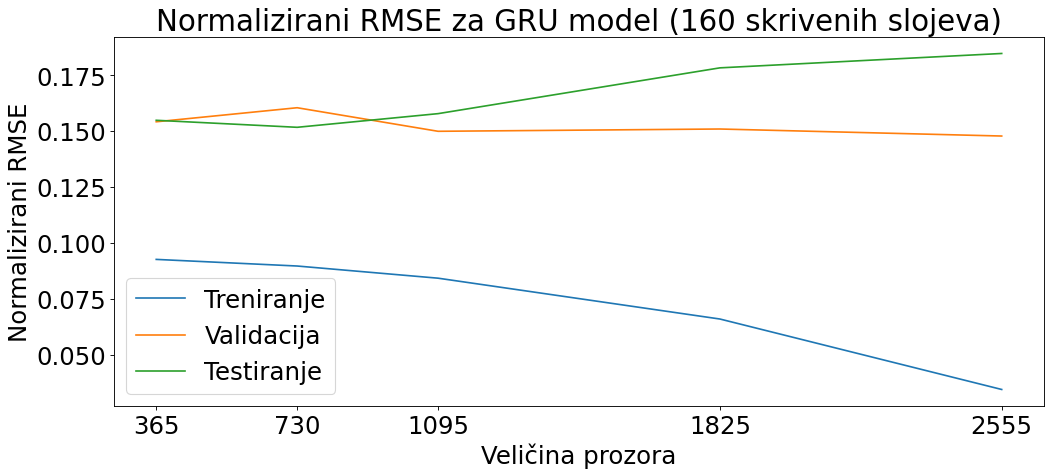 Normalizirani RMSE za GRU model (160 skrivenih slojeva)
Normalizirani RMSE
0.175
0.150
0.125
0.100
0.075
0.050
Treniranje
Validacija
Testiranje
365 730 1095 1825 2555
Veličina prozora